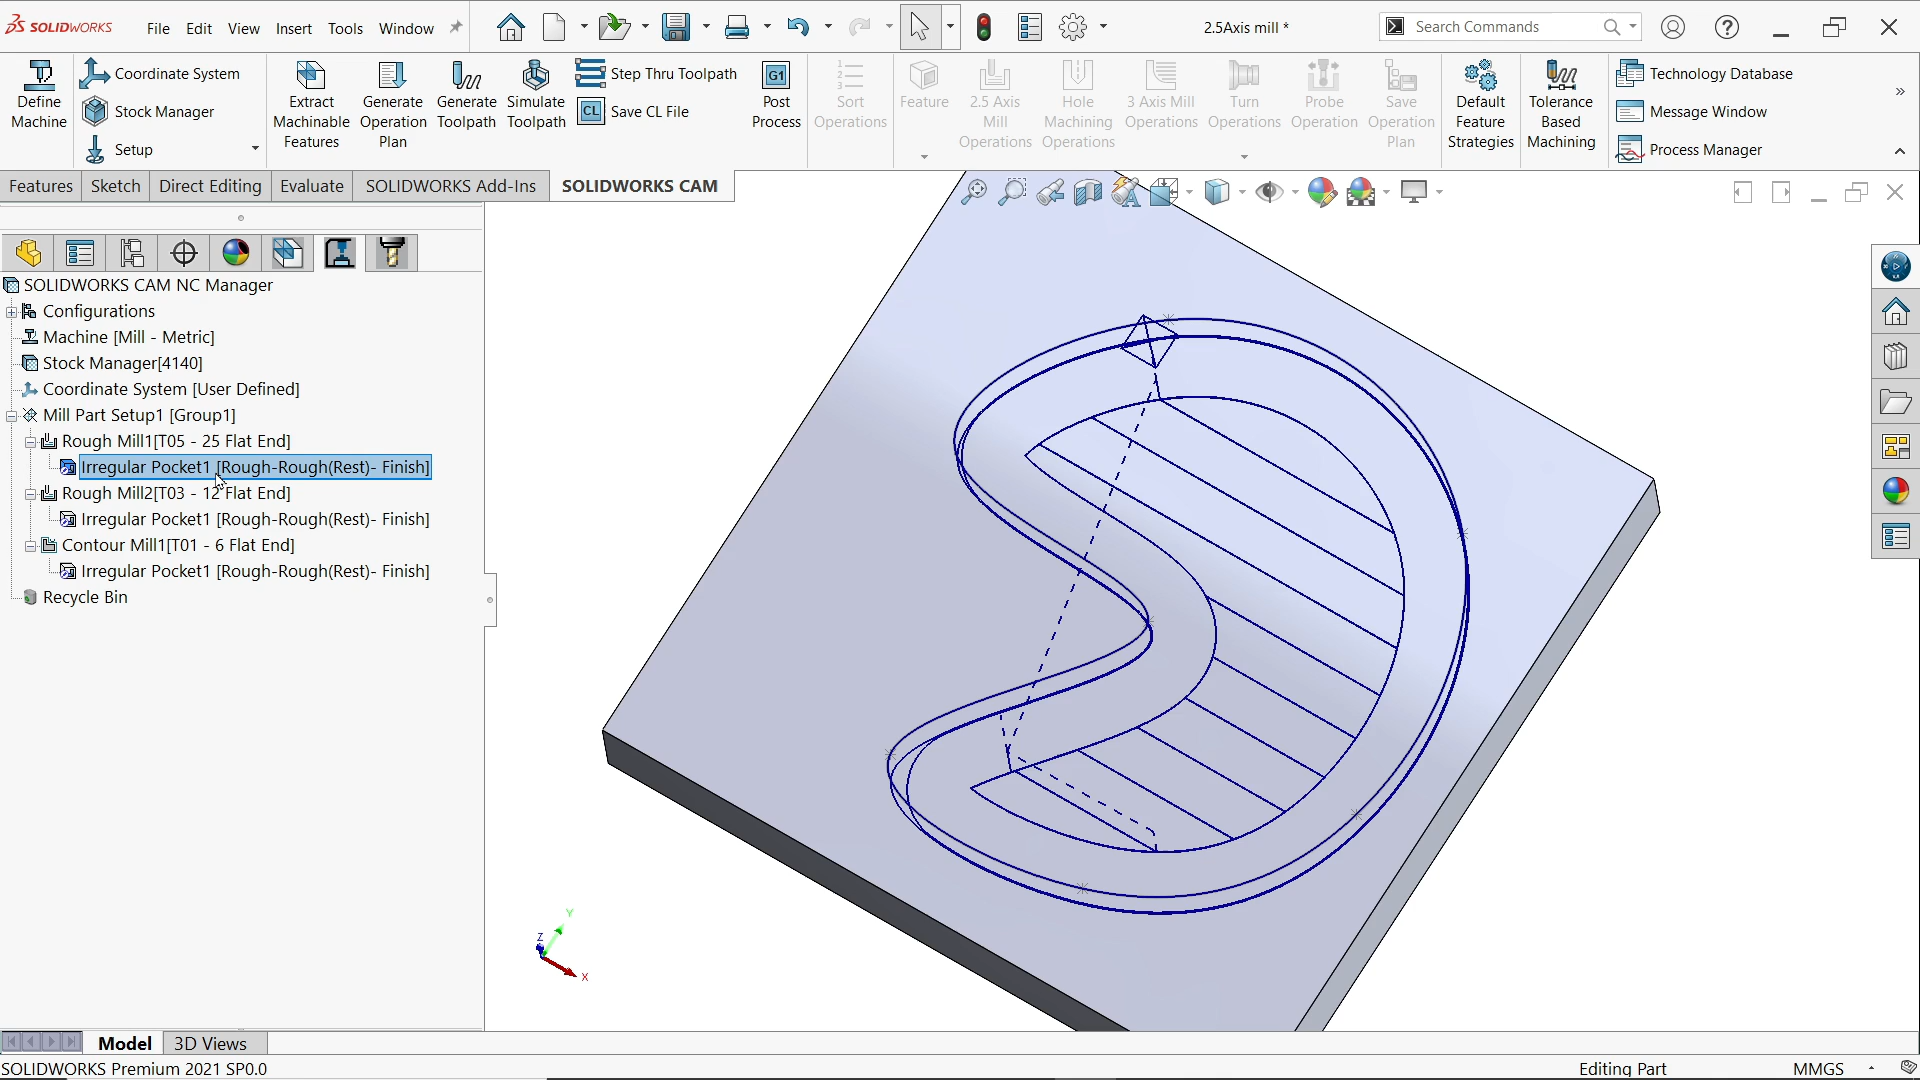 SOLIDWORKS File Edit View Insert Tools Window 2.5Axis mill * Search Commands
Define Machine
Coordinate System
Stock Manager
Setup
Extract Machinable Features
Generate Operation Plan
Generate Toolpath
Simulate Toolpath
Step Thru Toolpath
CL Save CL File
G1 Post Process
Sort Operations
Feature
2.5 Axis Mill Operations
Hole Machining Operations
3 Axis Mill Operations
Turn Operations
Probe Operation
Save Operation Plan
Default Feature Strategies
Tolerance Based Machining
Technology Database
Message Window
Process Manager
Features Sketch Direct Editing Evaluate SOLIDWORKS Add-Ins SOLIDWORKS CAM
SOLIDWORKS CAM NC Manager
Configurations
Machine [Mill - Metric]
Stock Manager[4140]
Coordinate System [User Defined]
Mill Part Setup1 [Group1]
Rough Mill1[T05 - 25 Flat End]
Irregular Pocket1 [Rough-Rough(Rest)- Finish]
Rough Mill2[T03 - 12 Flat End]
Irregular Pocket1 [Rough-Rough(Rest)- Finish]
Contour Mill1[T01 - 6 Flat End]
Irregular Pocket1 [Rough-Rough(Rest)- Finish]
Recycle Bin
Y
Z
X
Model 3D Views
SOLIDWORKS Premium 2021 SP0.0 Editing Part MMGS